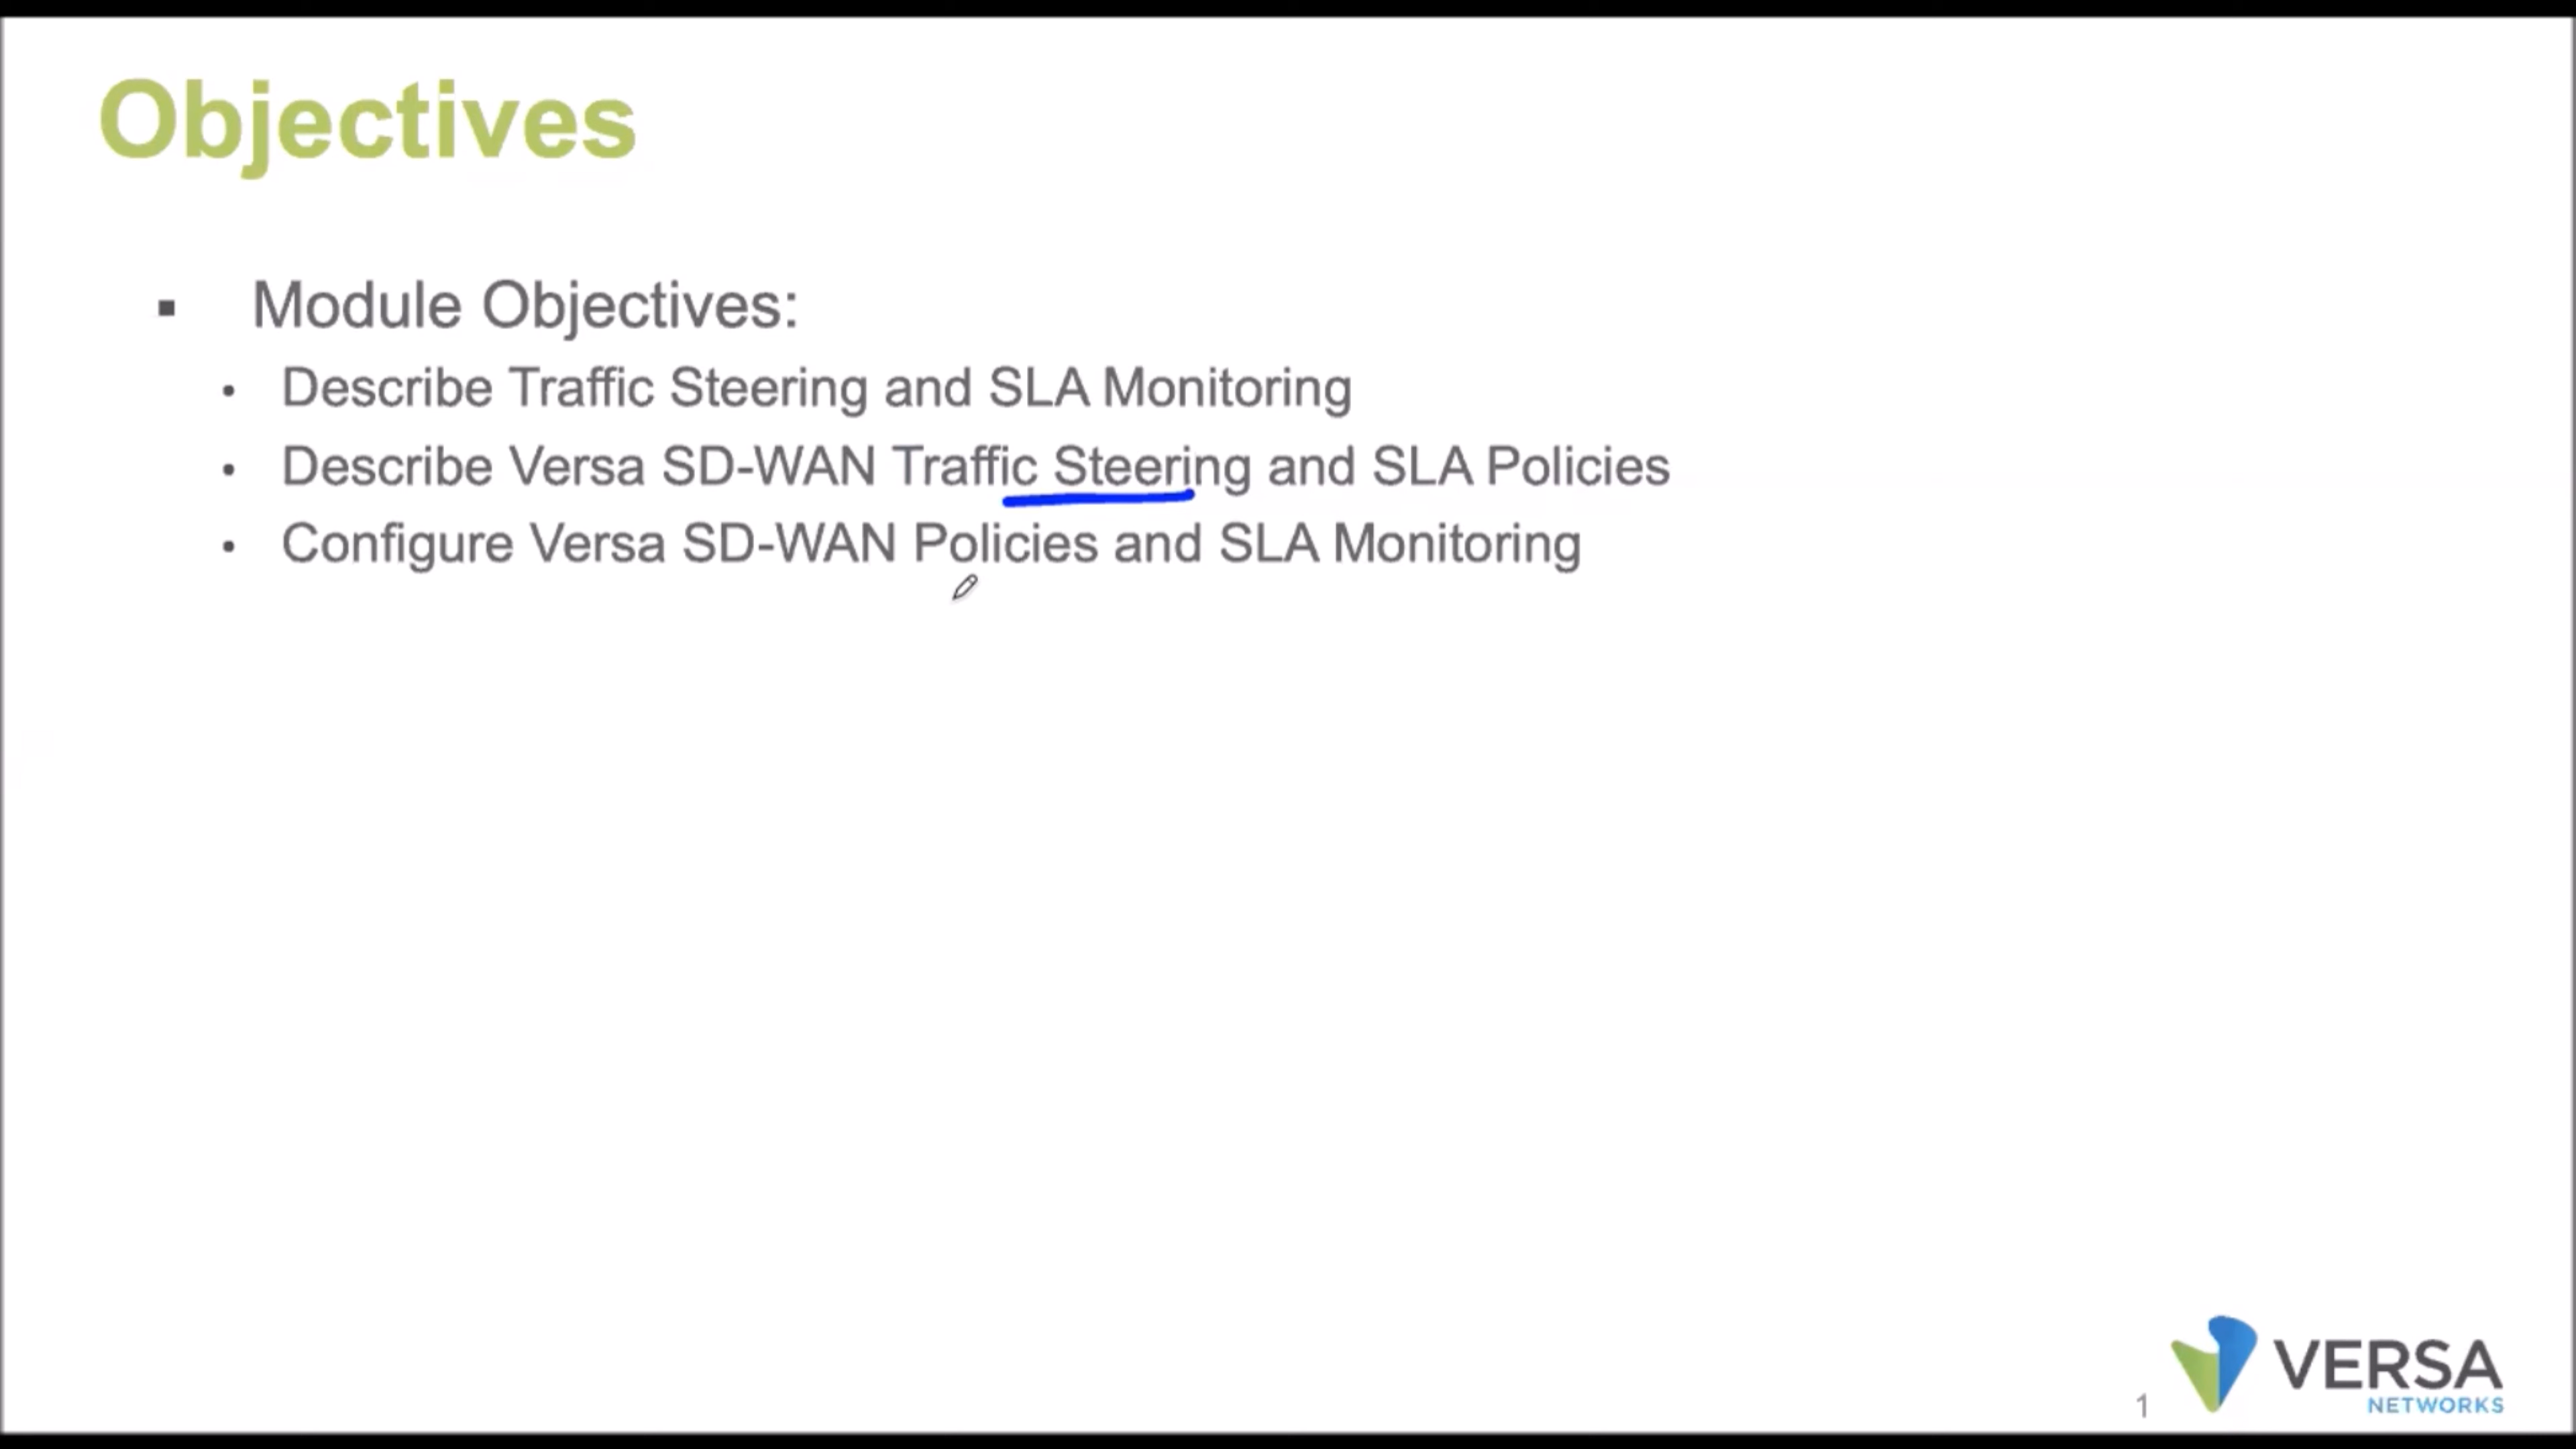 Objectives
▪ Module Objectives:
• Describe Traffic Steering and SLA Monitoring
• Describe Versa SD-WAN Traffic Steering and SLA Policies
• Configure Versa SD-WAN Policies and SLA Monitoring
1
VERSA
NETWORKS